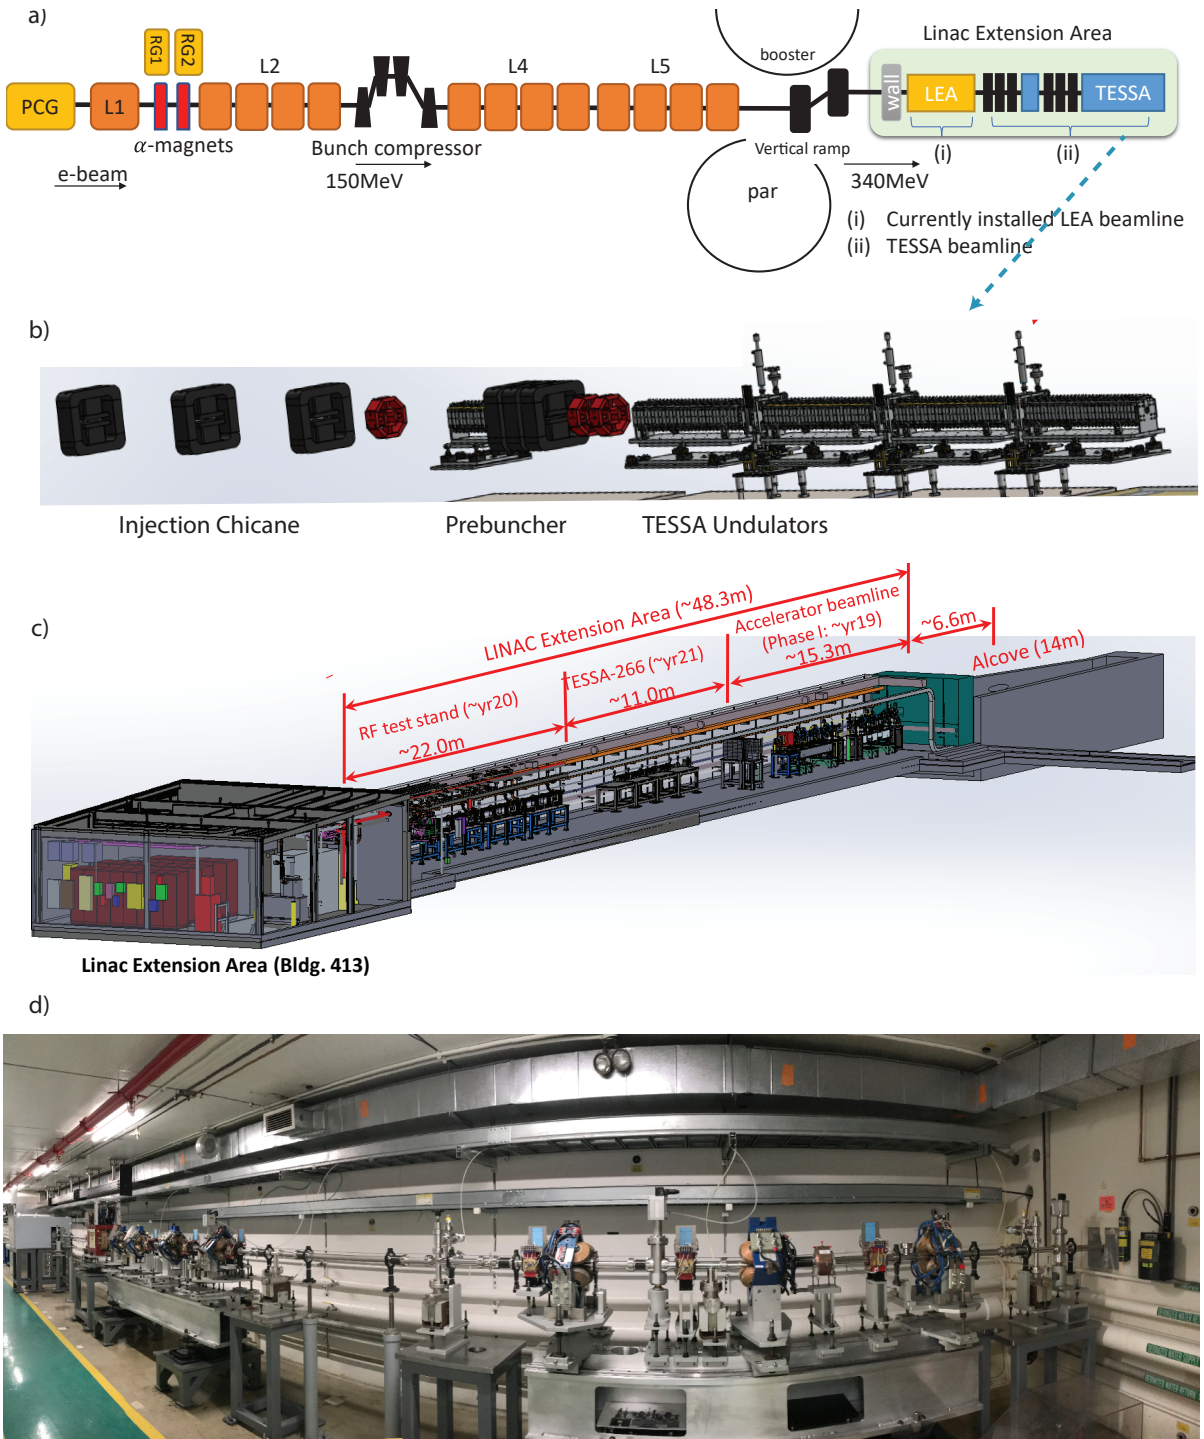 a)
Linac Extension Area
booster
RG1
RG2
L2
L4
L5
PCG
L1
wall
LEA
TESSA
α-magnets
Bunch compressor
150MeV
e-beam
Vertical ramp
340MeV
par
(i)
(ii)
(i) Currently installed LEA beamline
(ii) TESSA beamline
b)
Injection Chicane
Prebuncher
TESSA Undulators
c)
LINAC Extension Area (~48.3m)
Accelerator beamline
(Phase I: ~yr19)
~15.3m
~6.6m
Alcove (14m)
TESSA-266 (~yr21)
~11.0m
RF test stand (~yr20)
~22.0m
Linac Extension Area (Bldg. 413)
d)